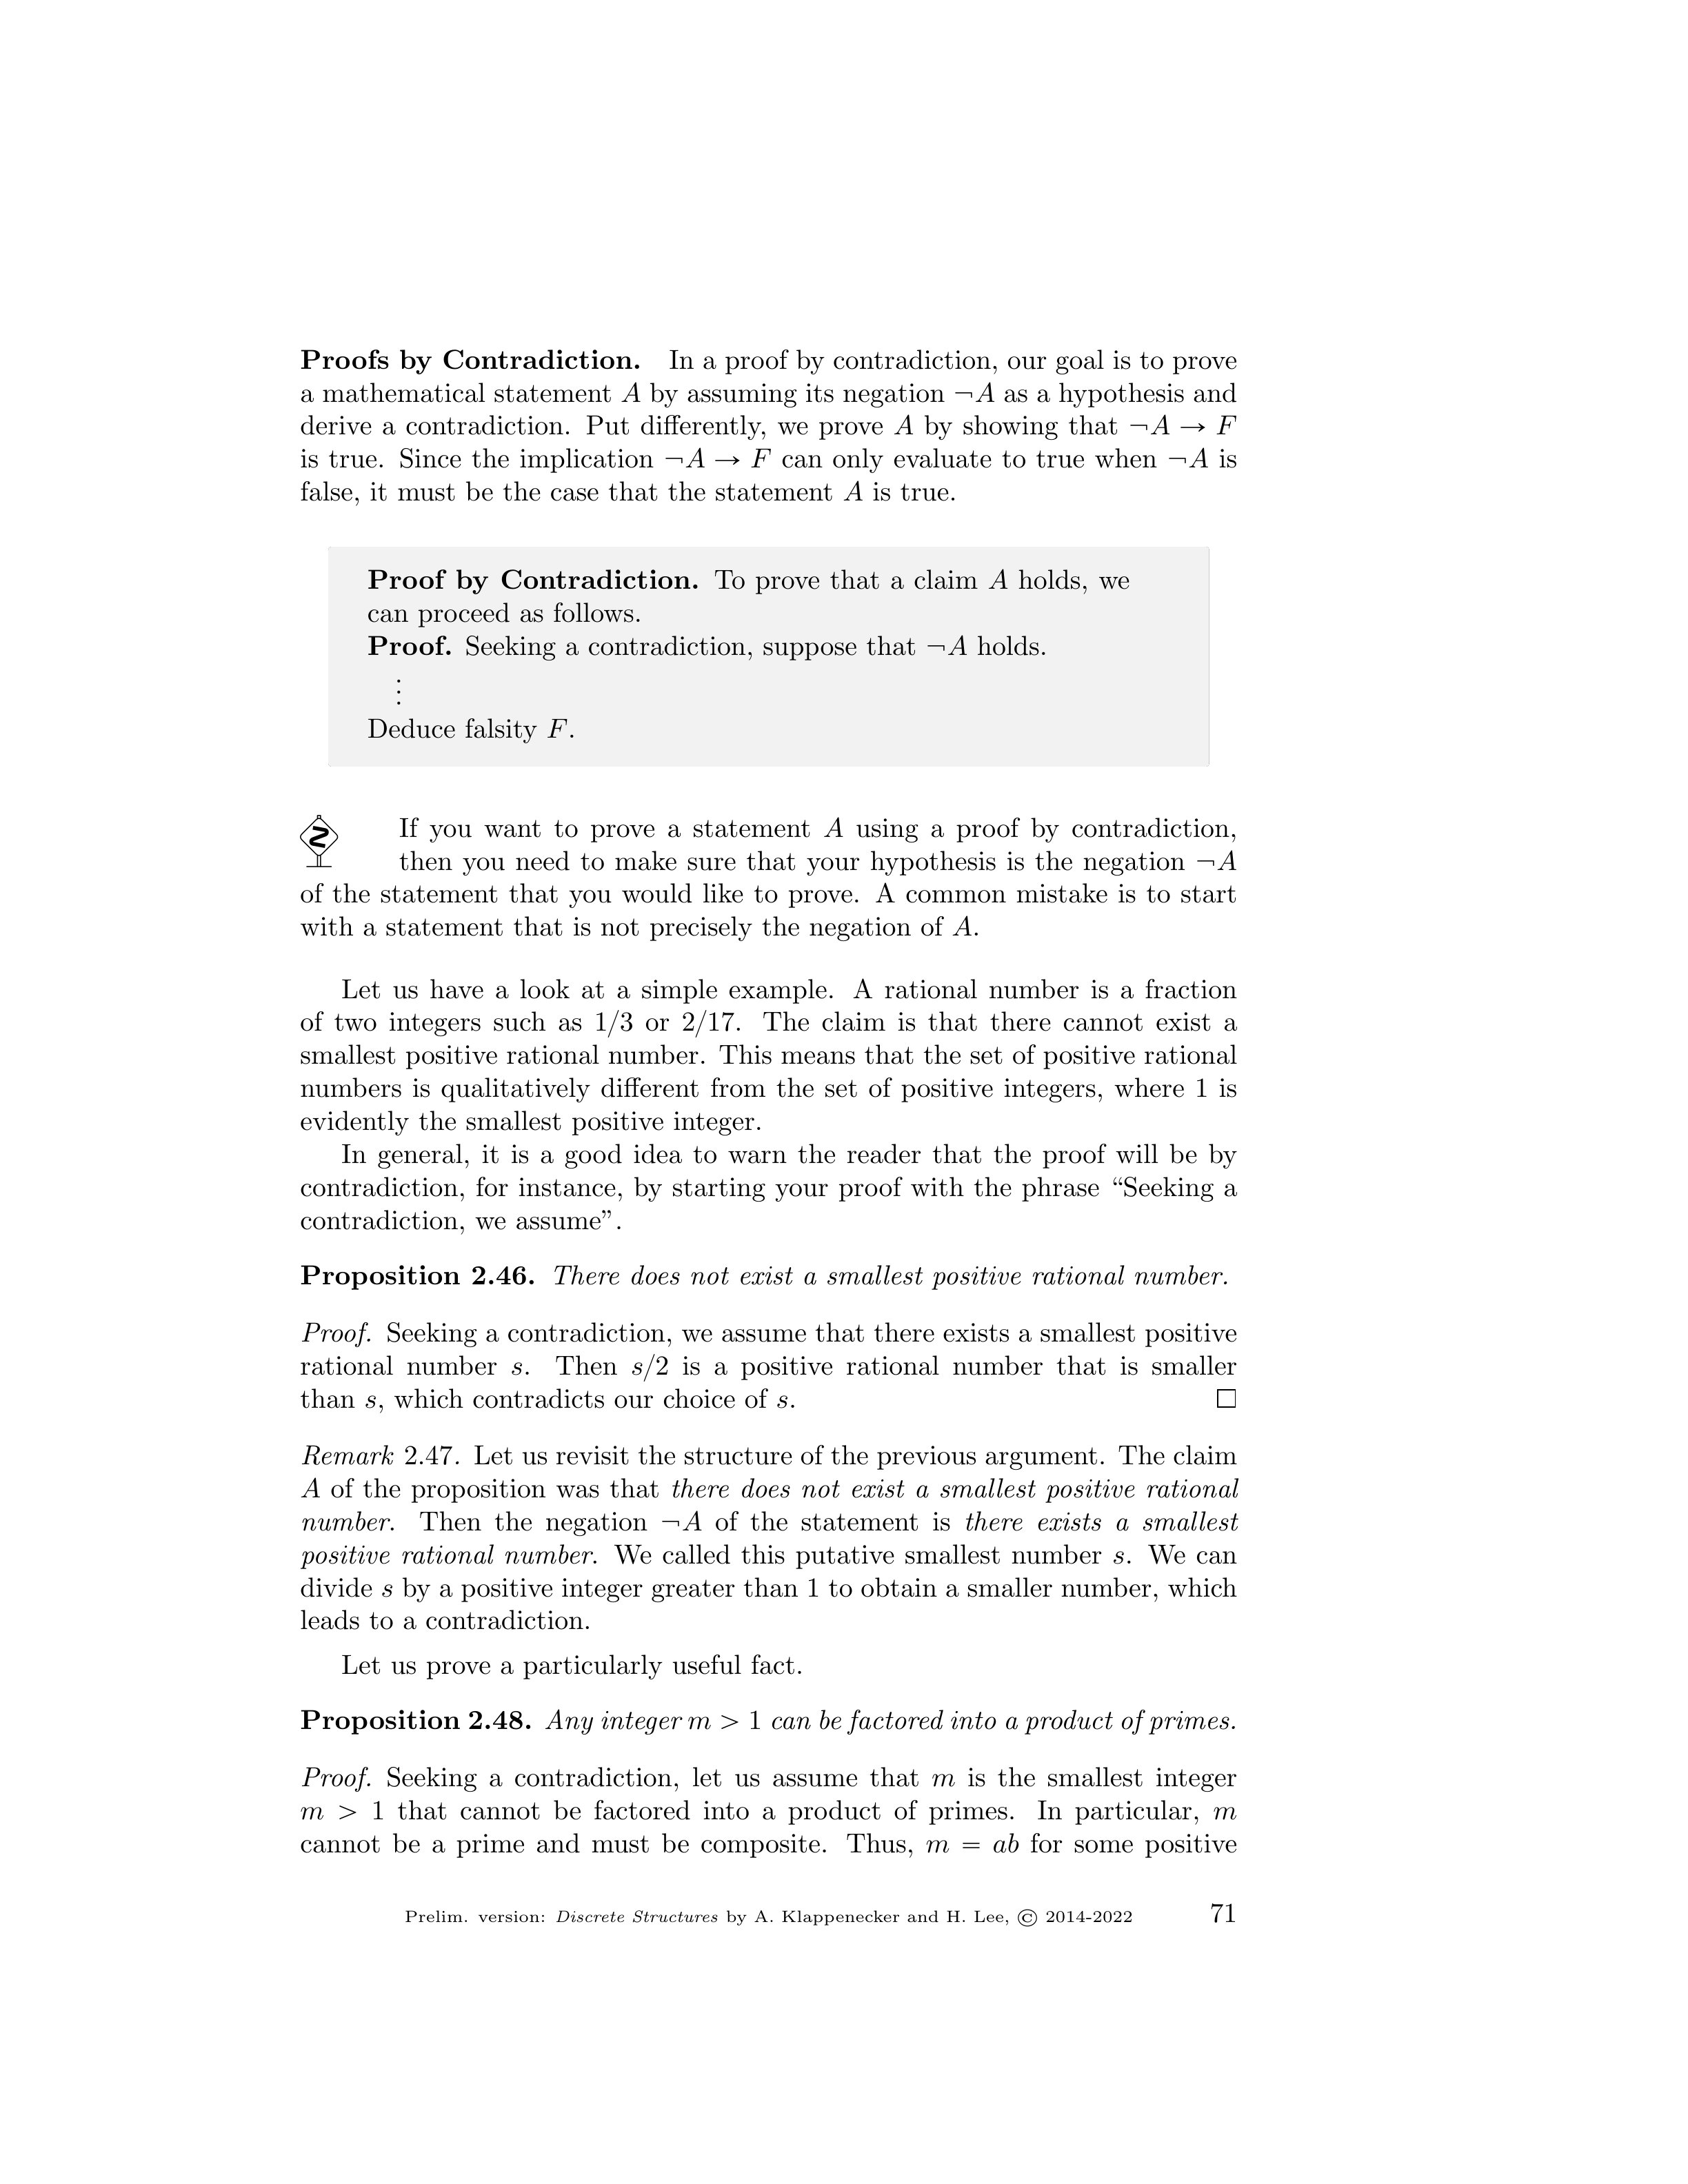 Proofs by Contradiction. In a proof by contradiction, our goal is to prove
a mathematical statement A by assuming its negation ¬A as a hypothesis and
derive a contradiction. Put differently, we prove A by showing that ¬A → F
is true. Since the implication ¬A → F can only evaluate to true when ¬A is
false, it must be the case that the statement A is true.
Proof by Contradiction. To prove that a claim A holds, we
can proceed as follows.
Proof. Seeking a contradiction, suppose that ¬A holds.
⋮
Deduce falsity F.
If you want to prove a statement A using a proof by contradiction,
then you need to make sure that your hypothesis is the negation ¬A
of the statement that you would like to prove. A common mistake is to start
with a statement that is not precisely the negation of A.
Let us have a look at a simple example. A rational number is a fraction
of two integers such as 1/3 or 2/17. The claim is that there cannot exist a
smallest positive rational number. This means that the set of positive rational
numbers is qualitatively different from the set of positive integers, where 1 is
evidently the smallest positive integer.
In general, it is a good idea to warn the reader that the proof will be by
contradiction, for instance, by starting your proof with the phrase “Seeking a
contradiction, we assume”.
Proposition 2.46. There does not exist a smallest positive rational number.
Proof. Seeking a contradiction, we assume that there exists a smallest positive
rational number s. Then s/2 is a positive rational number that is smaller
than s, which contradicts our choice of s. □
Remark 2.47. Let us revisit the structure of the previous argument. The claim
A of the proposition was that there does not exist a smallest positive rational
number. Then the negation ¬A of the statement is there exists a smallest
positive rational number. We called this putative smallest number s. We can
divide s by a positive integer greater than 1 to obtain a smaller number, which
leads to a contradiction.
Let us prove a particularly useful fact.
Proposition 2.48. Any integer m > 1 can be factored into a product of primes.
Proof. Seeking a contradiction, let us assume that m is the smallest integer
m > 1 that cannot be factored into a product of primes. In particular, m
cannot be a prime and must be composite. Thus, m = ab for some positive
Prelim. version: Discrete Structures by A. Klappenecker and H. Lee, © 2014-2022 71